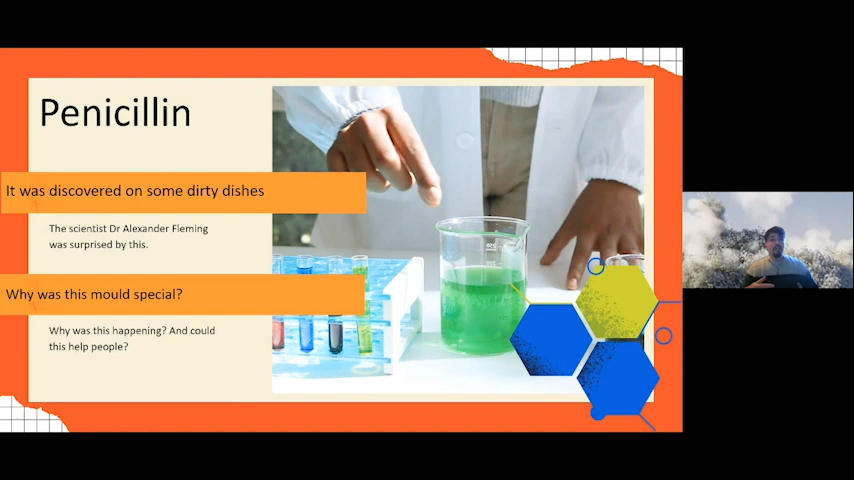 Penicillin
It was discovered on some dirty dishes
The scientist Dr Alexander Fleming
was surprised by this.
Why was this mould special?
Why was this happening? And could
this help people?